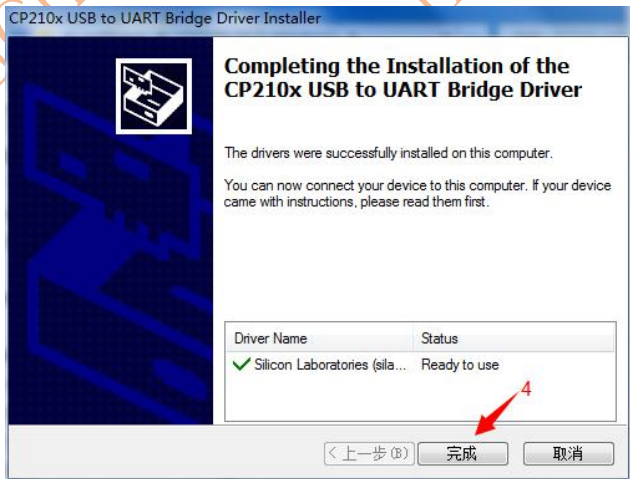 CP210x USB to UART Bridge Driver Installer
Completing the Installation of the
CP210x USB to UART Bridge Driver
The drivers were successfully installed on this computer.
You can now connect your device to this computer. If your device
came with instructions, please read them first.
Driver Name Status
Silicon Laboratories (sila... Ready to use
4
< 上一步(B) 完成 取消